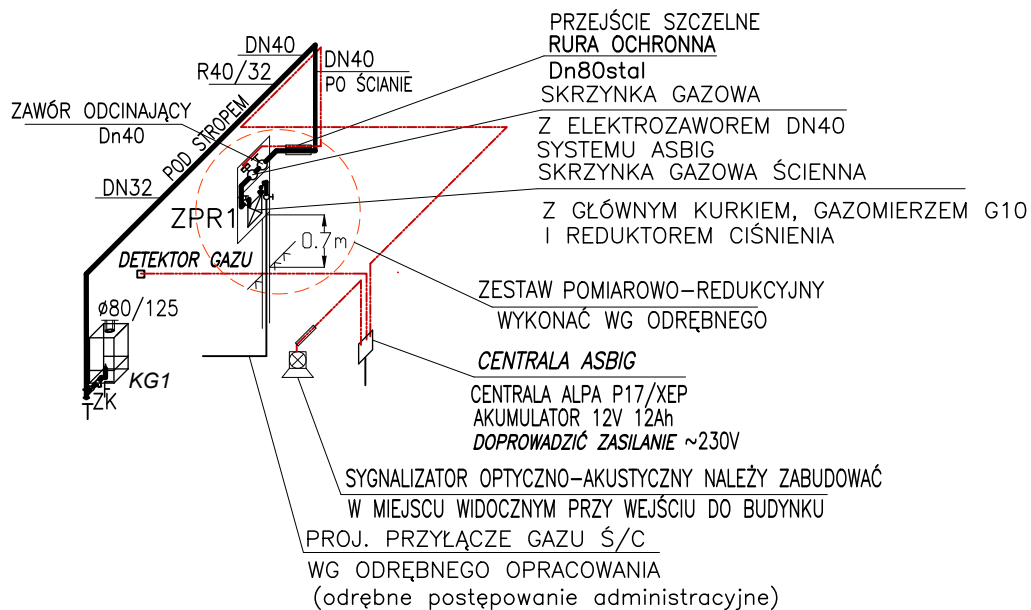 PRZEJŚCIE SZCZELNE
RURA OCHRONNA
Dn80stal
SKRZYNKA GAZOWA
Z ELEKTROZAWOREM DN40
SYSTEMU ASBIG
SKRZYNKA GAZOWA ŚCIENNA
Z GŁÓWNYM KURKIEM, GAZOMIERZEM G10
I REDUKTOREM CIŚNIENIA
DN40
R40/32
DN40
PO ŚCIANIE
ZAWÓR ODCINAJĄCY
Dn40
POD STROPEM
DN32
ZPR1
0.7m
DETEKTOR GAZU
ø80/125
KG1
ZK
ZESTAW POMIAROWO-REDUKCYJNY
WYKONAĆ WG ODRĘBNEGO
CENTRALA ASBIG
CENTRALA ALPA P17/XEP
AKUMULATOR 12V 12Ah
DOPROWADZIĆ ZASILANIE ~230V
SYGNALIZATOR OPTYCZNO-AKUSTYCZNY NALEŻY ZABUDOWAĆ
W MIEJSCU WIDOCZNYM PRZY WEJŚCIU DO BUDYNKU
PROJ. PRZYŁĄCZE GAZU Ś/C
WG ODRĘBNEGO OPRACOWANIA
(odrębne postępowanie administracyjne)